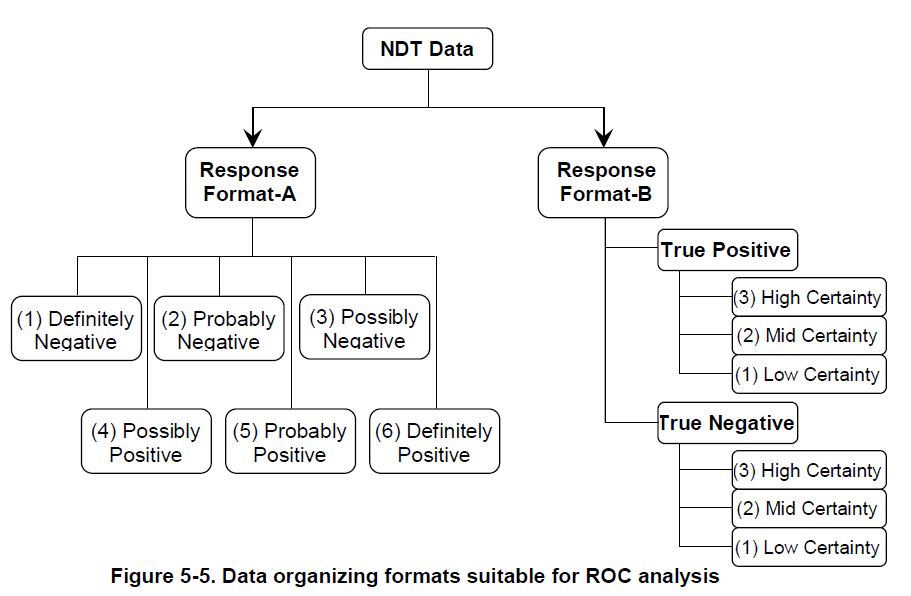 NDT Data
Response
Format-A
Response
Format-B
(1) Definitely
Negative
(2) Probably
Negative
(3) Possibly
Negative
(4) Possibly
Positive
(5) Probably
Positive
(6) Definitely
Positive
True Positive
(3) High Certainty
(2) Mid Certainty
(1) Low Certainty
True Negative
(3) High Certainty
(2) Mid Certainty
(1) Low Certainty
Figure 5-5. Data organizing formats suitable for ROC analysis